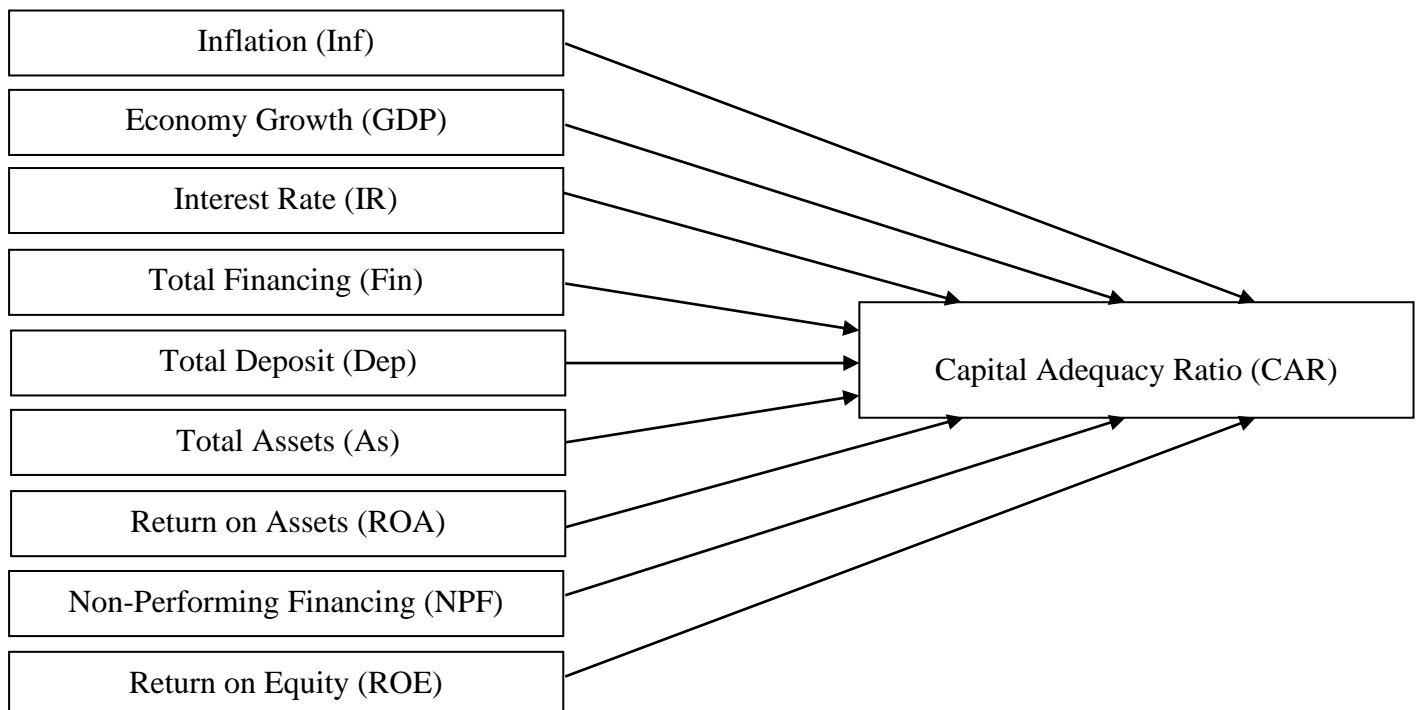 Inflation (Inf)
Economy Growth (GDP)
Interest Rate (IR)
Total Financing (Fin)
Total Deposit (Dep)
Total Assets (As)
Return on Assets (ROA)
Non-Performing Financing (NPF)
Return on Equity (ROE)
Capital Adequacy Ratio (CAR)